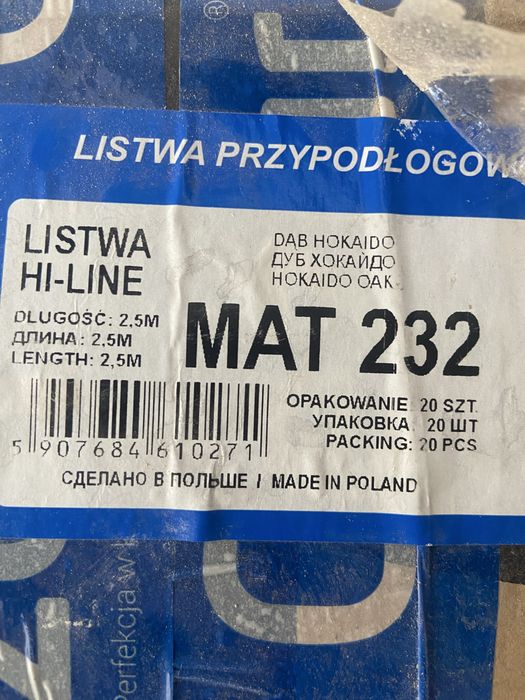 ®
LISTWA PRZYPODŁOGOW
LISTWA
HI-LINE
DĄB HOKAIDO
ДУБ ХОКАЙДО
HOKAIDO OAK
DŁUGOŚĆ: 2,5M
ДЛИНА: 2,5M
LENGTH: 2,5M
MAT 232
OPAKOWANIE: 20 SZT.
УПАКОВКА: 20 ШТ
PACKING: 20 PCS
5 907684 610271
СДЕЛАНО В ПОЛЬШЕ / MADE IN POLAND
Perfekcja w